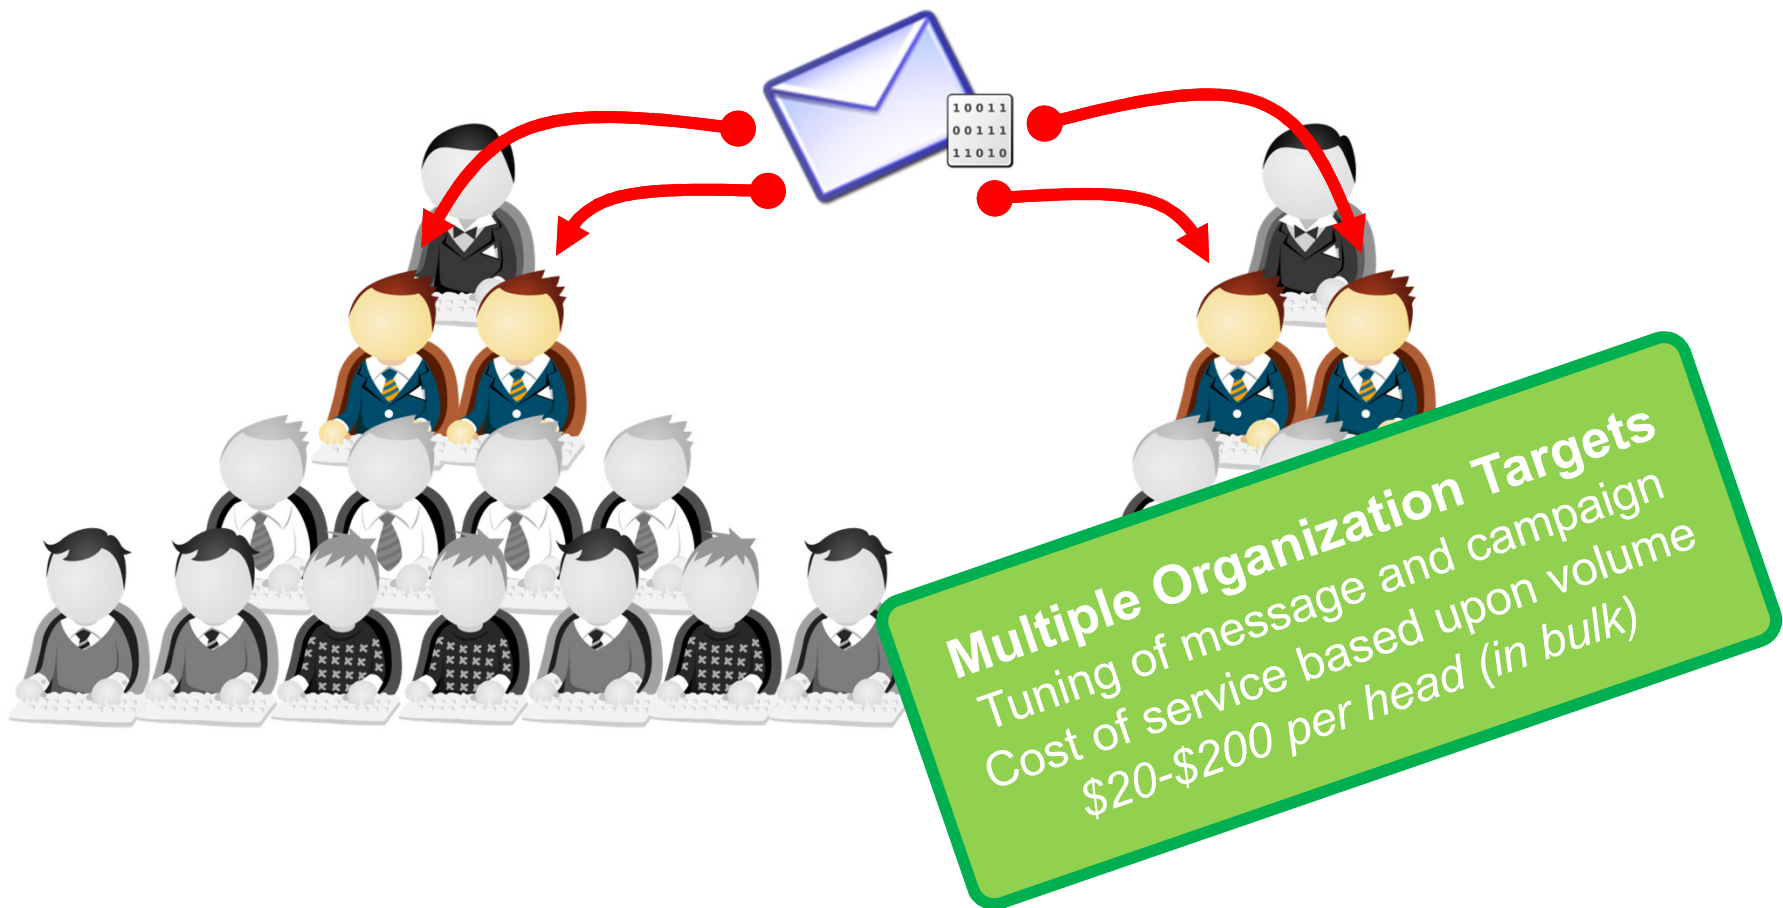 10011
00111
11010
Multiple Organization Targets
Tuning of message and campaign
Cost of service based upon volume
$20-$200 per head (in bulk)